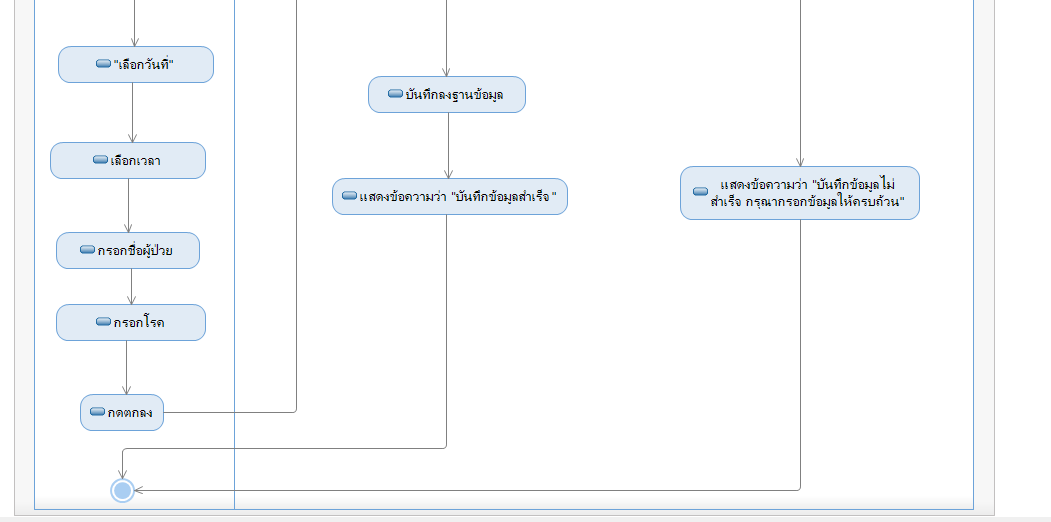 "เลือกวันที่"
เลือกเวลา
กรอกชื่อผู้ป่วย
กรอกโรค
กดตกลง
บันทึกลงฐานข้อมูล
แสดงข้อความว่า "บันทึกข้อมูลสำเร็จ "
แสดงข้อความว่า "บันทึกข้อมูลไม่
สำเร็จ กรุณากรอกข้อมูลให้ครบถ้วน"